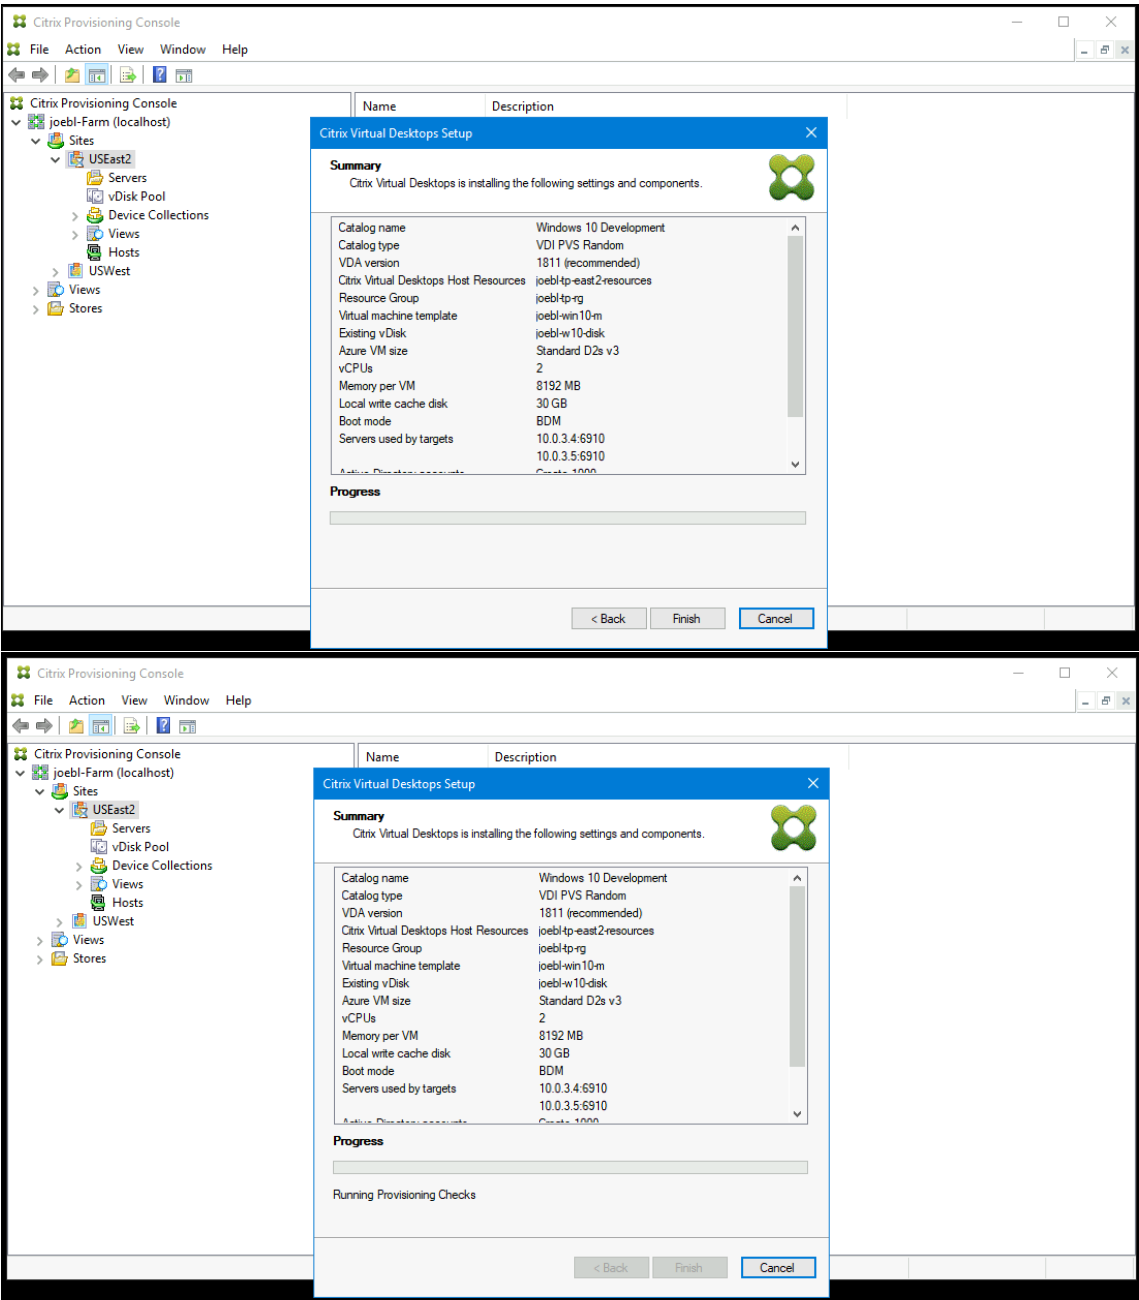 Citrix Provisioning Console
File Action View Window Help
Citrix Provisioning Console
joebl-Farm (localhost)
Sites
USEast2
Servers
vDisk Pool
Device Collections
Views
Hosts
USWest
Views
Stores
Name Description
Citrix Virtual Desktops Setup
Summary
Citrix Virtual Desktops is installing the following settings and components.
Catalog name Windows 10 Development
Catalog type VDI PVS Random
VDA version 1811 (recommended)
Citrix Virtual Desktops Host Resources joebl-tp-east2-resources
Resource Group joebl-tp-rg
Virtual machine template joebl-win10-m
Existing vDisk joebl-w10-disk
Azure VM size Standard D2s v3
vCPUs 2
Memory per VM 8192 MB
Local write cache disk 30 GB
Boot mode BDM
Servers used by targets 10.0.3.4:6910
10.0.3.5:6910
Active Directory accounts Create 1000
Progress
< Back Finish Cancel
Citrix Provisioning Console
File Action View Window Help
Citrix Provisioning Console
joebl-Farm (localhost)
Sites
USEast2
Servers
vDisk Pool
Device Collections
Views
Hosts
USWest
Views
Stores
Name Description
Citrix Virtual Desktops Setup
Summary
Citrix Virtual Desktops is installing the following settings and components.
Catalog name Windows 10 Development
Catalog type VDI PVS Random
VDA version 1811 (recommended)
Citrix Virtual Desktops Host Resources joebl-tp-east2-resources
Resource Group joebl-tp-rg
Virtual machine template joebl-win10-m
Existing vDisk joebl-w10-disk
Azure VM size Standard D2s v3
vCPUs 2
Memory per VM 8192 MB
Local write cache disk 30 GB
Boot mode BDM
Servers used by targets 10.0.3.4:6910
10.0.3.5:6910
Active Directory accounts Create 1000
Progress
Running Provisioning Checks
< Back Finish Cancel